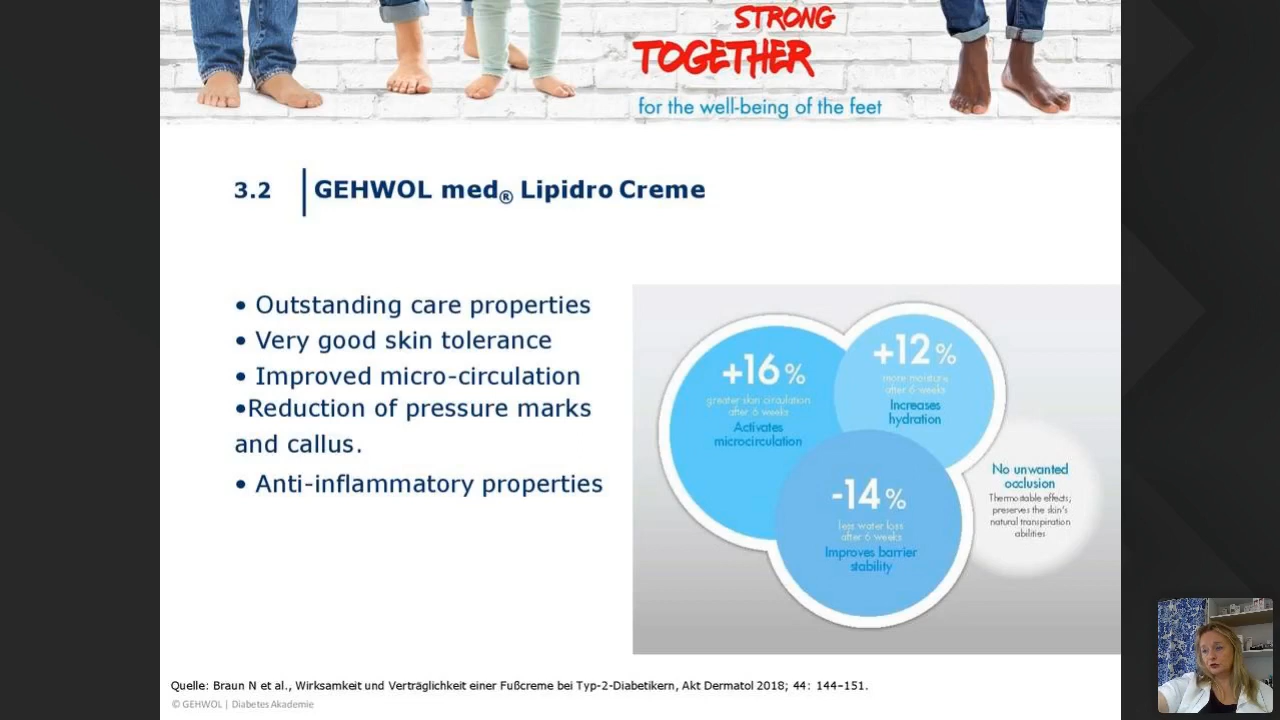 STRONG
TOGETHER
for the well-being of the feet
3.2 GEHWOL med® Lipidro Creme
• Outstanding care properties
• Very good skin tolerance
• Improved micro-circulation
•Reduction of pressure marks
and callus.
• Anti-inflammatory properties
+16 %
greater skin circulation
after 6 weeks
Activates
microcirculation
+12 %
more moisture
after 6 weeks
Increases
hydration
-14 %
less water loss
after 6 weeks
Improves barrier
stability
No unwanted
occlusion
Thermostable effects,
preserves the skin's
natural transpiration
abilities
Quelle: Braun N et al., Wirksamkeit und Verträglichkeit einer Fußcreme bei Typ-2-Diabetikern, Akt Dermatol 2018; 44: 144–151.
© GEHWOL | Diabetes Akademie